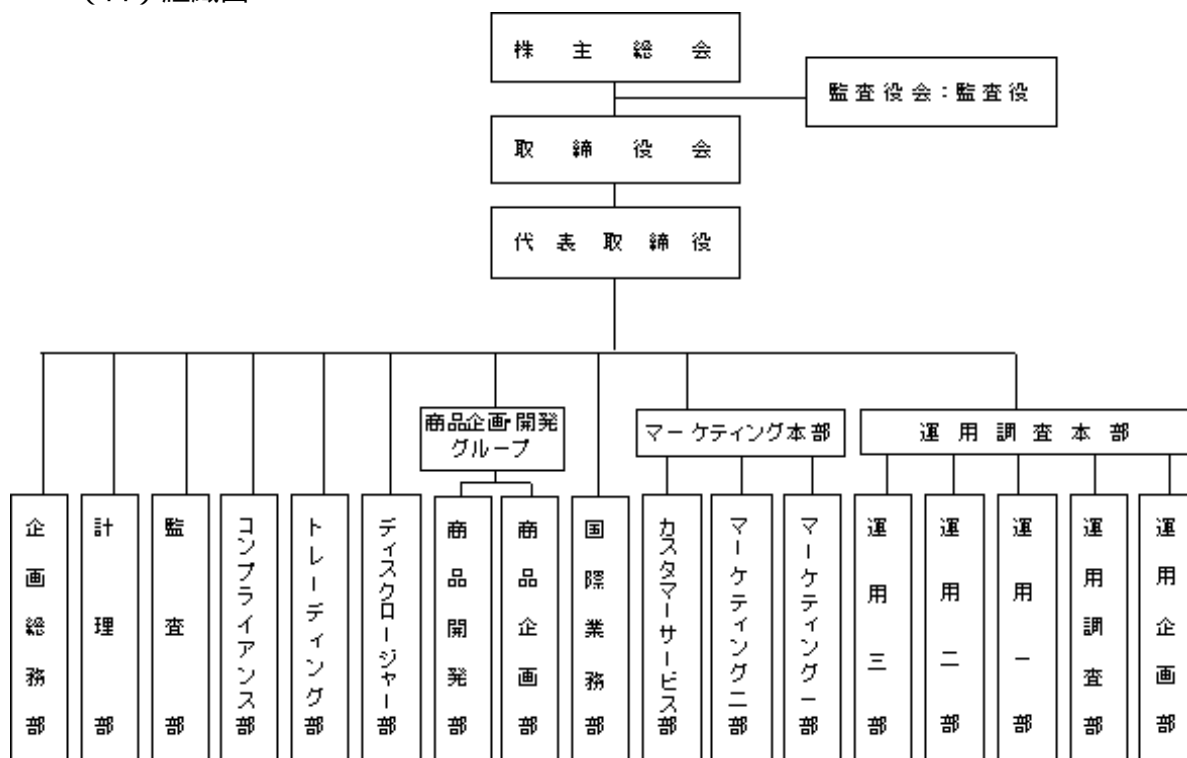 株主総会
監査役会：監査役
取締役会
代表取締役
商品企画・開発
グループ
マーケティング本部
運用調査本部
企画総務部
計理部
監査部
コンプライアンス部
トレーディング部
ディスクロージャー部
商品開発部
商品企画部
国際業務部
カスタマーサービス部
マーケティング二部
マーケティング一部
運用三部
運用二部
運用一部
運用調査部
運用企画部